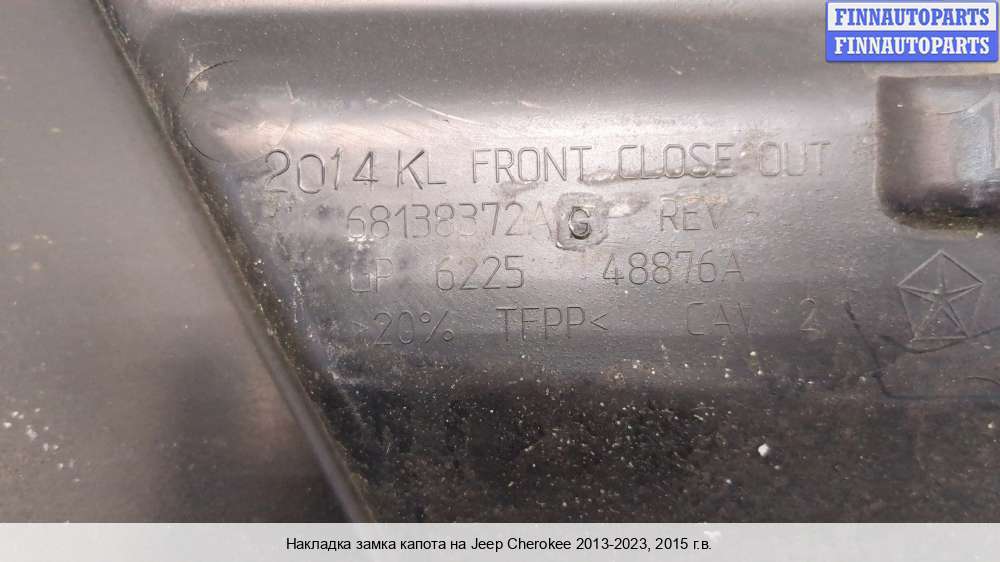 FINNAUTOPARTS
FINNAUTOPARTS
2014 KL FRONT CLOSE OUT
68138372A G REV
GP 6225 48876A
>20% TFPP< CAV 2
Накладка замка капота на Jeep Cherokee 2013-2023, 2015 г.в.